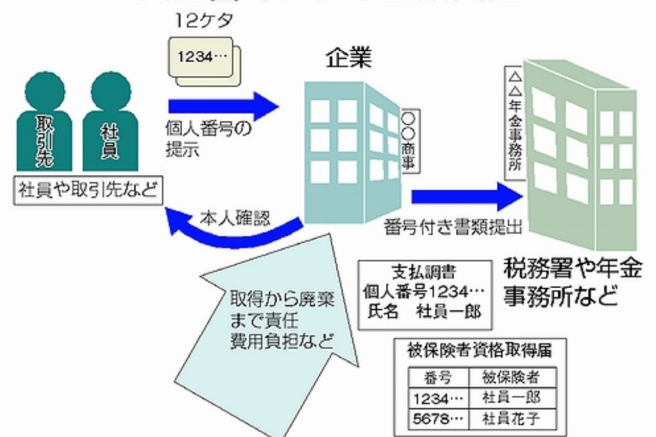 12ケタ
1234…
企業
取引先
社員
個人番号の
提示
○○商事
△△年金事務所
社員や取引先など
本人確認
番号付き書類提出
税務署や年金
事務所など
取得から廃棄
まで責任
費用負担など
支払調書
個人番号1234…
氏名 社員一郎
被保険者資格取得届
番号 被保険者
1234… 社員一郎
5678… 社員花子